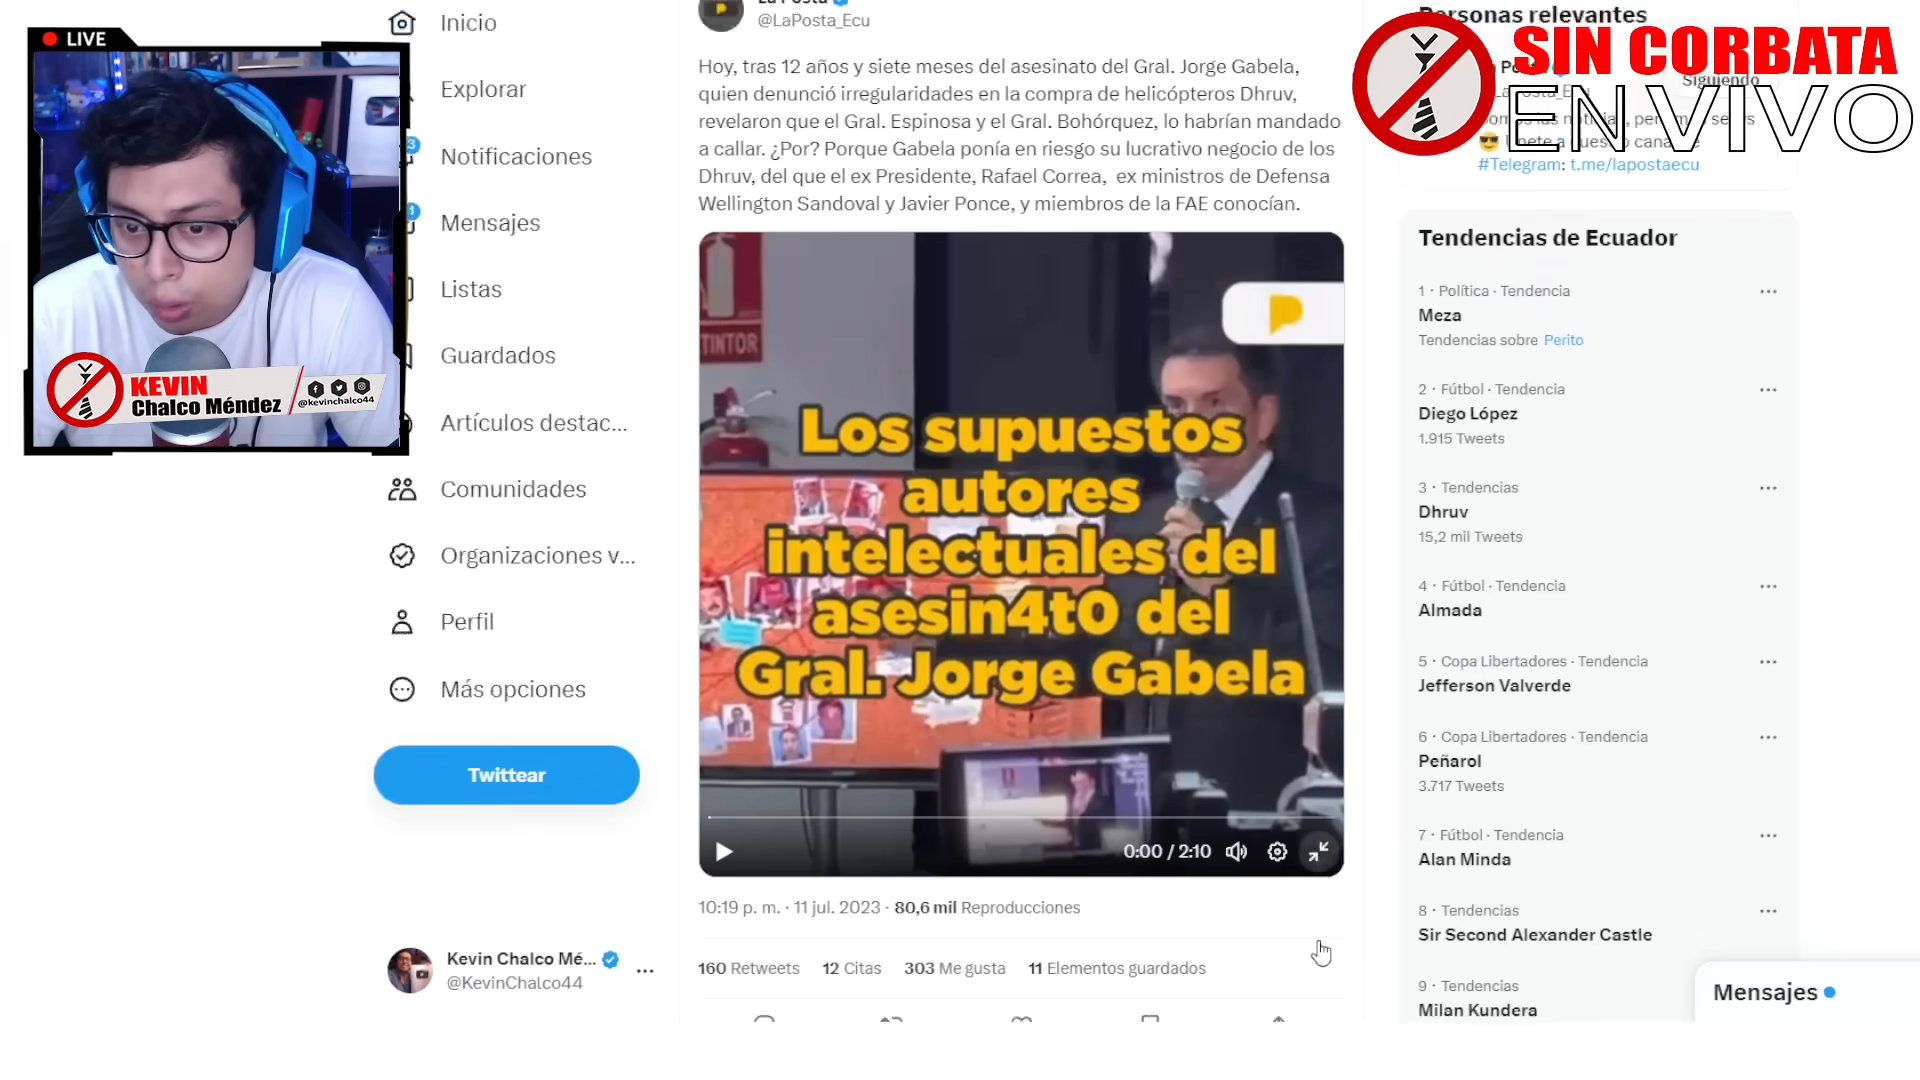 LIVE
KEVIN
Chalco Méndez
@kevinchalco44
Inicio
Explorar
3
Notificaciones
1
Mensajes
Listas
Guardados
Artículos destac...
Comunidades
Organizaciones v...
Perfil
Más opciones
Twittear
Kevin Chalco Mé...
@KevinChalco44
La Posta
@LaPosta_Ecu
Hoy, tras 12 años y siete meses del asesinato del Gral. Jorge Gabela,
quien denunció irregularidades en la compra de helicópteros Dhruv,
revelaron que el Gral. Espinosa y el Gral. Bohórquez, lo habrían mandado
a callar. ¿Por? Porque Gabela ponía en riesgo su lucrativo negocio de los
Dhruv, del que el ex Presidente, Rafael Correa, ex ministros de Defensa
Wellington Sandoval y Javier Ponce, y miembros de la FAE conocían.
TINTOR
Los supuestos
autores
intelectuales del
asesin4t0 del
Gral. Jorge Gabela
0:00 / 2:10
10:19 p. m. · 11 jul. 2023 · 80,6 mil Reproducciones
160 Retweets 12 Citas 303 Me gusta 11 Elementos guardados
SIN CORBATA
EN VIVO
Personas relevantes
Siguiendo
#Telegram: t.me/lapostaecu
Tendencias de Ecuador
1 · Política · Tendencia
Meza
Tendencias sobre Perito
2 · Fútbol · Tendencia
Diego López
1.915 Tweets
3 · Tendencias
Dhruv
15,2 mil Tweets
4 · Fútbol · Tendencia
Almada
5 · Copa Libertadores · Tendencia
Jefferson Valverde
6 · Copa Libertadores · Tendencia
Peñarol
3.717 Tweets
7 · Fútbol · Tendencia
Alan Minda
8 · Tendencias
Sir Second Alexander Castle
9 · Tendencias
Milan Kundera
Mensajes